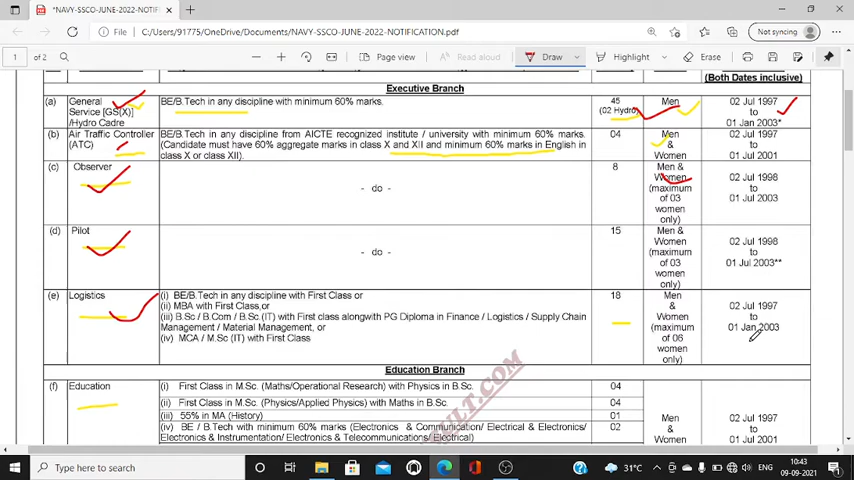 *NAVY-SSCO-JUNE-2022-NOTIFICATION
File | C:/Users/91775/OneDrive/Documents/NAVY-SSCO-JUNE-2022-NOTIFICATION.pdf
Not syncing
1 of 2
Page view
Read aloud
Draw
Highlight
Erase
(Both Dates inclusive)
Executive Branch
(a) General Service [GS(X)] /Hydro Cadre
BE/B.Tech in any discipline with minimum 60% marks.
45 (02 Hydro)
Men
02 Jul 1997 to 01 Jan 2003*
(b) Air Traffic Controller (ATC)
BE/B.Tech in any discipline from AICTE recognized institute / university with minimum 60% marks.
(Candidate must have 60% aggregate marks in class X and XII and minimum 60% marks in English in
class X or class XII).
04
Men & Women
02 Jul 1997 to 01 Jul 2001
(c) Observer
- do -
8
Men & Women (maximum of 03 women only)
02 Jul 1998 to 01 Jul 2003
(d) Pilot
- do -
15
Men & Women (maximum of 03 women only)
02 Jul 1998 to 01 Jul 2003**
(e) Logistics
(i) BE/B.Tech in any discipline with First Class or
(ii) MBA with First Class,or
(iii) B.Sc / B.Com / B.Sc.(IT) with First class alongwith PG Diploma in Finance / Logistics / Supply Chain
Management / Material Management, or
(iv) MCA / M.Sc (IT) with First Class
18
Men & Women (maximum of 06 women only)
02 Jul 1997 to 01 Jan 2003
Education Branch
(f) Education
(i) First Class in M.Sc. (Maths/Operational Research) with Physics in B.Sc.
04
(ii) First Class in M.Sc. (Physics/Applied Physics) with Maths in B.Sc.
04
(iii) 55% in MA (History)
01
(iv) BE / B.Tech with minimum 60% marks (Electronics & Communication/ Electrical & Electronics/
Electronics & Instrumentation/ Electronics & Telecommunications/ Electrical)
02
Men & Women
02 Jul 1997 to 01 Jul 2001
Type here to search
31°C
ENG
10:43
09-09-2021